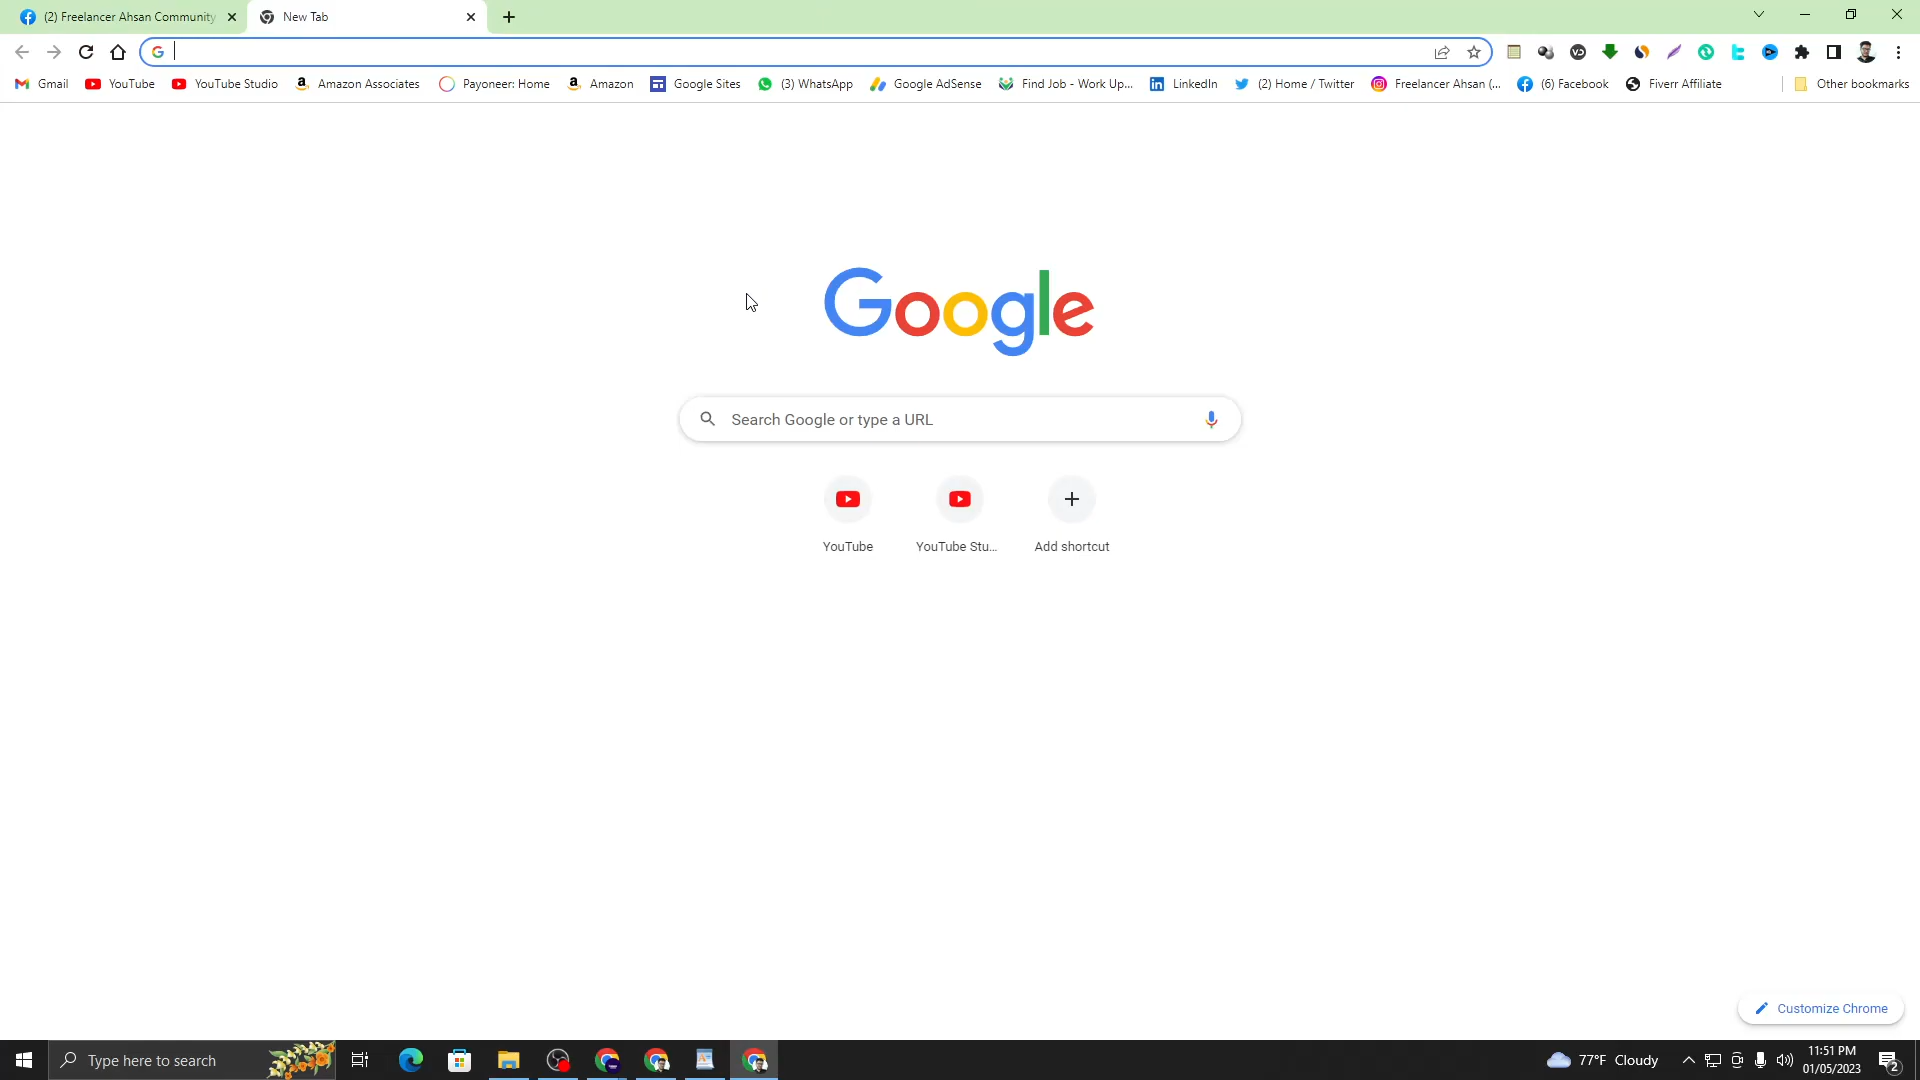 (2) Freelancer Ahsan Community
New Tab
Gmail YouTube YouTube Studio Amazon Associates Payoneer: Home Amazon Google Sites (3) WhatsApp Google AdSense Find Job - Work Up... LinkedIn (2) Home / Twitter Freelancer Ahsan (... (6) Facebook Fiverr Affiliate Other bookmarks
Google
Search Google or type a URL
YouTube YouTube Stu... Add shortcut
Customize Chrome
Type here to search
77°F Cloudy
11:51 PM
01/05/2023
2